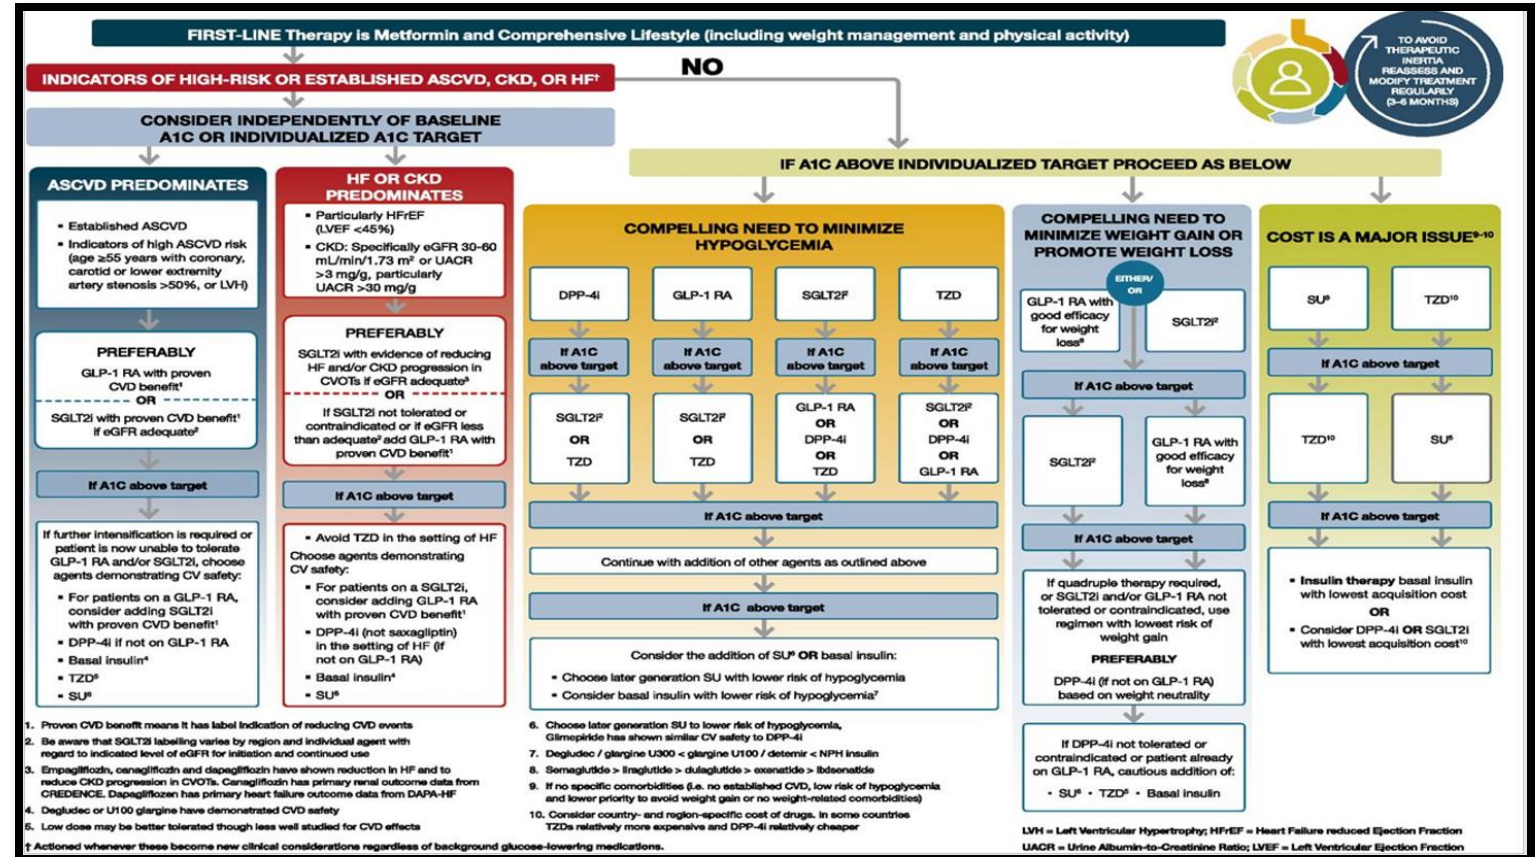 FIRST-LINE Therapy is Metformin and Comprehensive Lifestyle (including weight management and physical activity)
TO AVOID
THERAPEUTIC
INERTIA
REASSESS AND
MODIFY TREATMENT
REGULARLY
(3-6 MONTHS)
INDICATORS OF HIGH-RISK OR ESTABLISHED ASCVD, CKD, OR HF†
NO
CONSIDER INDEPENDENTLY OF BASELINE
A1C OR INDIVIDUALIZED A1C TARGET
IF A1C ABOVE INDIVIDUALIZED TARGET PROCEED AS BELOW
ASCVD PREDOMINATES
▪ Established ASCVD
▪ Indicators of high ASCVD risk
(age ≥55 years with coronary,
carotid or lower extremity
artery stenosis >50%, or LVH)
PREFERABLY
GLP-1 RA with proven
CVD benefit¹
OR
SGLT2i with proven CVD benefit¹
if eGFR adequate²
If A1C above target
If further intensification is required or
patient is now unable to tolerate
GLP-1 RA and/or SGLT2i, choose
agents demonstrating CV safety:
▪ For patients on a GLP-1 RA,
consider adding SGLT2i
with proven CVD benefit¹
▪ DPP-4i if not on GLP-1 RA
▪ Basal insulin⁴
▪ TZD⁵
▪ SU⁶
HF OR CKD
PREDOMINATES
▪ Particularly HFrEF
(LVEF <45%)
▪ CKD: Specifically eGFR 30-60
mL/min/1.73 m² or UACR
>3 mg/g, particularly
UACR >30 mg/g
PREFERABLY
SGLT2i with evidence of reducing
HF and/or CKD progression in
CVOTs if eGFR adequate³
OR
If SGLT2i not tolerated or
contraindicated or if eGFR less
than adequate² add GLP-1 RA with
proven CVD benefit¹
If A1C above target
▪ Avoid TZD in the setting of HF
Choose agents demonstrating
CV safety:
▪ For patients on a SGLT2i,
consider adding GLP-1 RA
with proven CVD benefit¹
▪ DPP-4i (not saxagliptin)
in the setting of HF (if
not on GLP-1 RA)
▪ Basal insulin⁴
▪ SU⁶
COMPELLING NEED TO MINIMIZE
HYPOGLYCEMIA
DPP-4i
GLP-1 RA
SGLT2i²
TZD
If A1C
above target
If A1C
above target
If A1C
above target
If A1C
above target
SGLT2i²
OR
TZD
SGLT2i²
OR
TZD
GLP-1 RA
OR
DPP-4i
OR
TZD
SGLT2i²
OR
DPP-4i
OR
GLP-1 RA
If A1C above target
Continue with addition of other agents as outlined above
If A1C above target
Consider the addition of SU⁶ OR basal insulin:
▪ Choose later generation SU with lower risk of hypoglycemia
▪ Consider basal insulin with lower risk of hypoglycemia⁷
COMPELLING NEED TO
MINIMIZE WEIGHT GAIN OR
PROMOTE WEIGHT LOSS
EITHER/
OR
GLP-1 RA with
good efficacy
for weight
loss⁸
SGLT2i²
If A1C above target
SGLT2i²
GLP-1 RA with
good efficacy
for weight
loss⁸
If A1C above target
If quadruple therapy required,
or SGLT2i and/or GLP-1 RA not
tolerated or contraindicated, use
regimen with lowest risk of
weight gain
PREFERABLY
DPP-4i (if not on GLP-1 RA)
based on weight neutrality
If DPP-4i not tolerated or
contraindicated or patient already
on GLP-1 RA, cautious addition of:
• SU⁶ • TZD⁵ • Basal insulin
COST IS A MAJOR ISSUE⁹⁻¹⁰
SU⁶
TZD¹⁰
If A1C above target
TZD¹⁰
SU⁶
If A1C above target
▪ Insulin therapy basal insulin
with lowest acquisition cost
OR
▪ Consider DPP-4i OR SGLT2i
with lowest acquisition cost¹⁰
1. Proven CVD benefit means it has label indication of reducing CVD events
2. Be aware that SGLT2i labelling varies by region and individual agent with
regard to indicated level of eGFR for initiation and continued use
3. Empagliflozin, canagliflozin and dapagliflozin have shown reduction in HF and to
reduce CKD progression in CVOTs. Canagliflozin has primary renal outcome data from
CREDENCE. Dapagliflozen has primary heart failure outcome data from DAPA-HF
4. Degludec or U100 glargine have demonstrated CVD safety
5. Low dose may be better tolerated though less well studied for CVD effects
† Actioned whenever these become new clinical considerations regardless of background glucose-lowering medications.
6. Choose later generation SU to lower risk of hypoglycemia,
Glimepiride has shown similar CV safety to DPP-4i
7. Degludec / glargine U300 < glargine U100 / detemir < NPH insulin
8. Semaglutide > liraglutide > dulaglutide > exenatide > lixisenatide
9. If no specific comorbidities (i.e. no established CVD, low risk of hypoglycemia
and lower priority to avoid weight gain or no weight-related comorbidities)
10. Consider country- and region-specific cost of drugs. In some countries
TZDs relatively more expensive and DPP-4i relatively cheaper
LVH = Left Ventricular Hypertrophy; HFrEF = Heart Failure reduced Ejection Fraction
UACR = Urine Albumin-to-Creatinine Ratio; LVEF = Left Ventricular Ejection Fraction